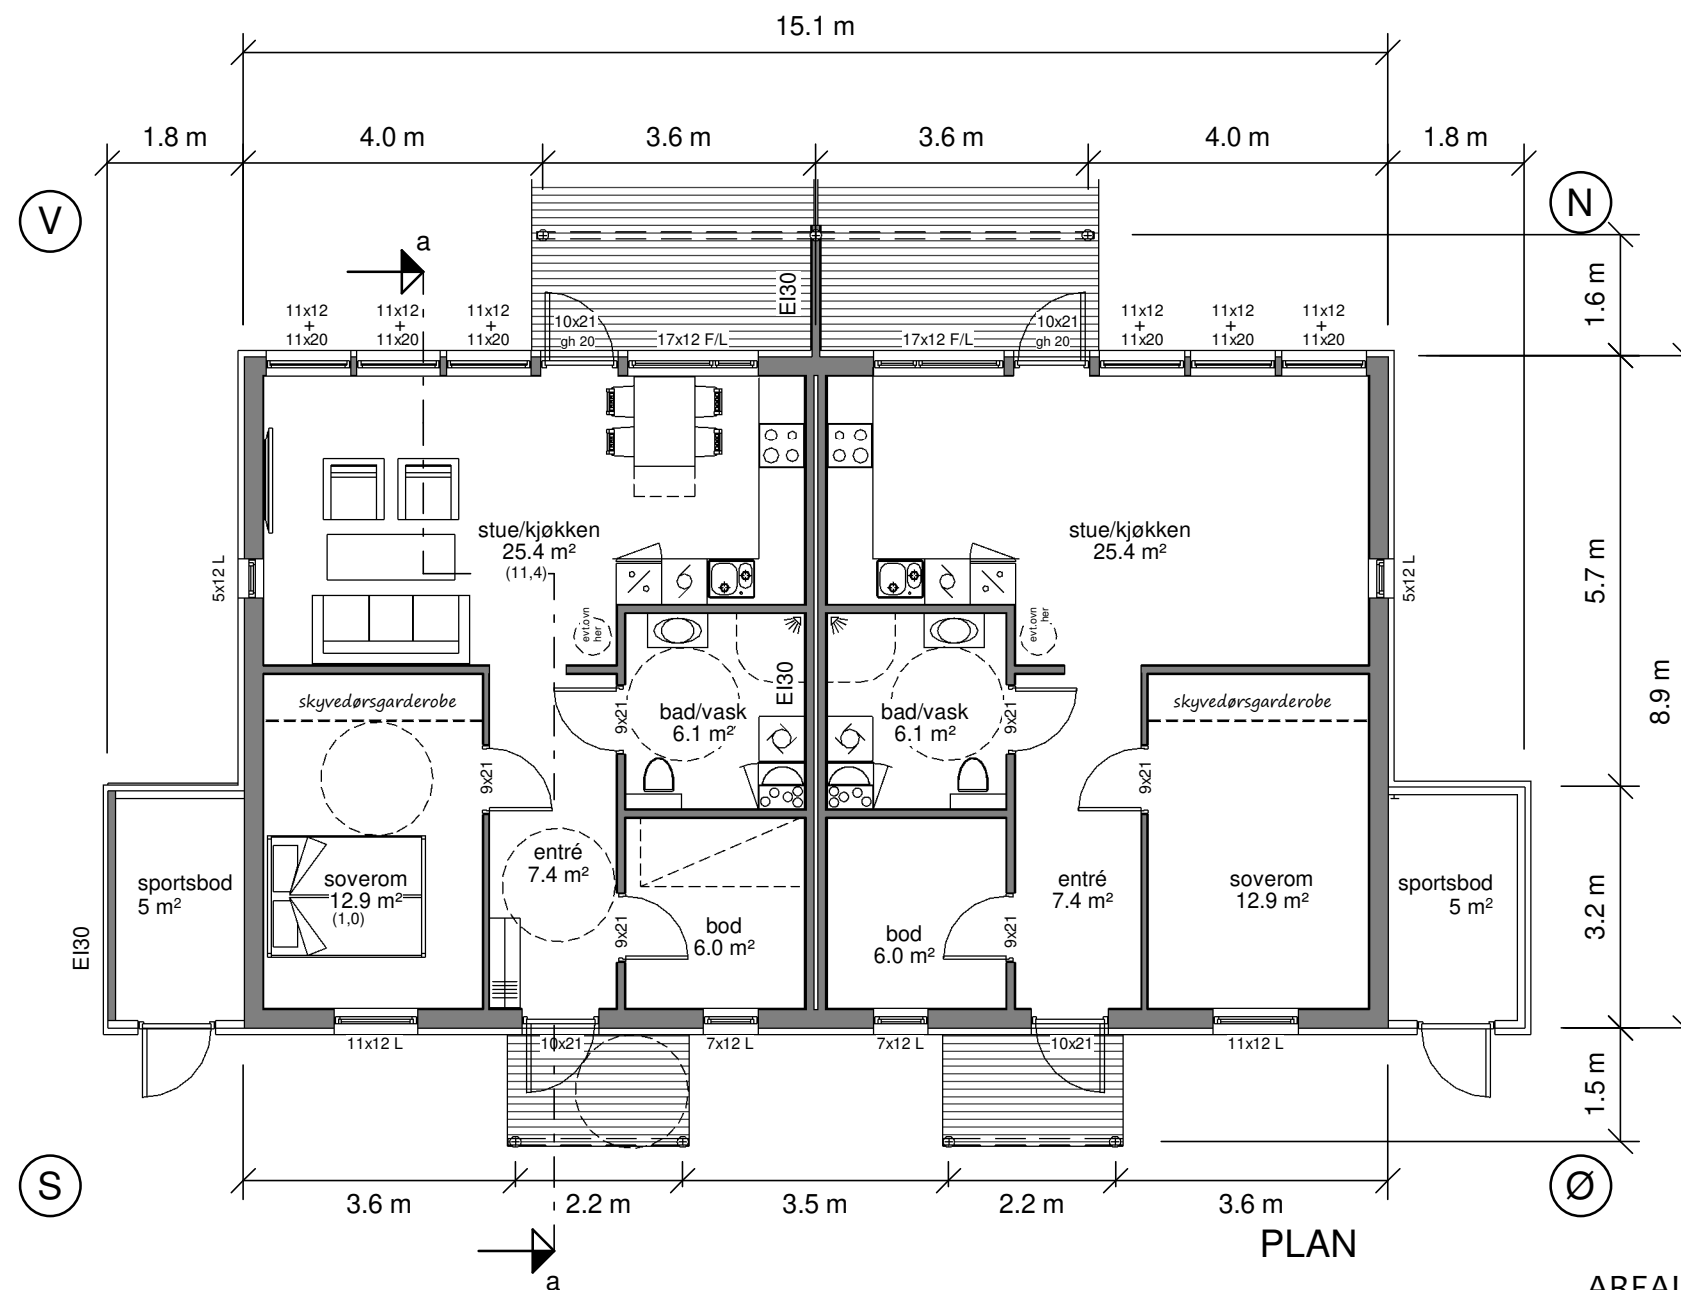 15.1 m
1.8 m
4.0 m
3.6 m
3.6 m
4.0 m
1.8 m
V
N
a
1.6 m
EI30
11x12
+
11x20
11x12
+
11x20
11x12
+
11x20
10x21
gh 20
17x12 F/L
17x12 F/L
10x21
gh 20
11x12
+
11x20
11x12
+
11x20
11x12
+
11x20
stue/kjøkken
25.4 m²
(11,4)
stue/kjøkken
25.4 m²
5x12 L
5x12 L
5.7 m
evt.ovn
her
evt.ovn
her
EI30
8.9 m
skyvedørsgarderobe
9x21
bad/vask
6.1 m²
bad/vask
6.1 m²
9x21
skyvedørsgarderobe
9x21
9x21
entré
7.4 m²
sportsbod
5 m²
soverom
12.9 m²
(1,0)
entré
7.4 m²
soverom
12.9 m²
sportsbod
5 m²
3.2 m
EI30
9x21
bod
6.0 m²
bod
6.0 m²
9x21
11x12 L
10x21
7x12 L
7x12 L
10x21
11x12 L
1.5 m
S
Ø
3.6 m
2.2 m
3.5 m
2.2 m
3.6 m
PLAN
a